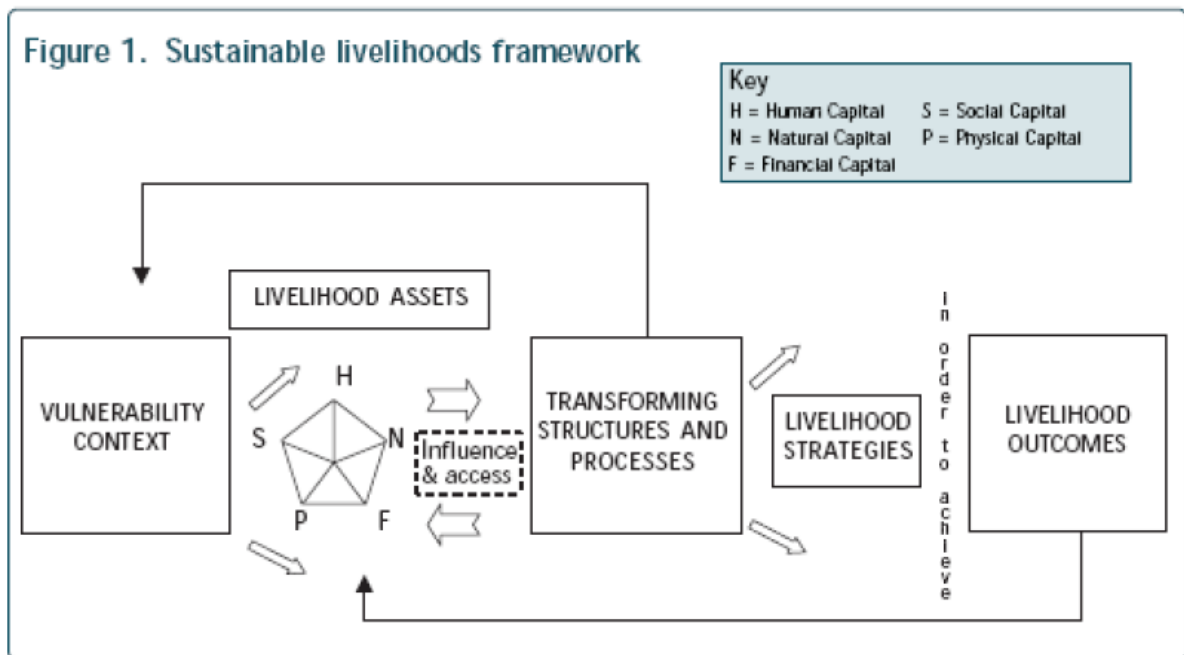 Figure 1. Sustainable livelihoods framework
Key
H = Human Capital S = Social Capital
N = Natural Capital P = Physical Capital
F = Financial Capital
LIVELIHOOD ASSETS
VULNERABILITY
CONTEXT
H
S
N
P
F
Influence
& access
TRANSFORMING
STRUCTURES AND
PROCESSES
LIVELIHOOD
STRATEGIES
In order to achieve
LIVELIHOOD
OUTCOMES